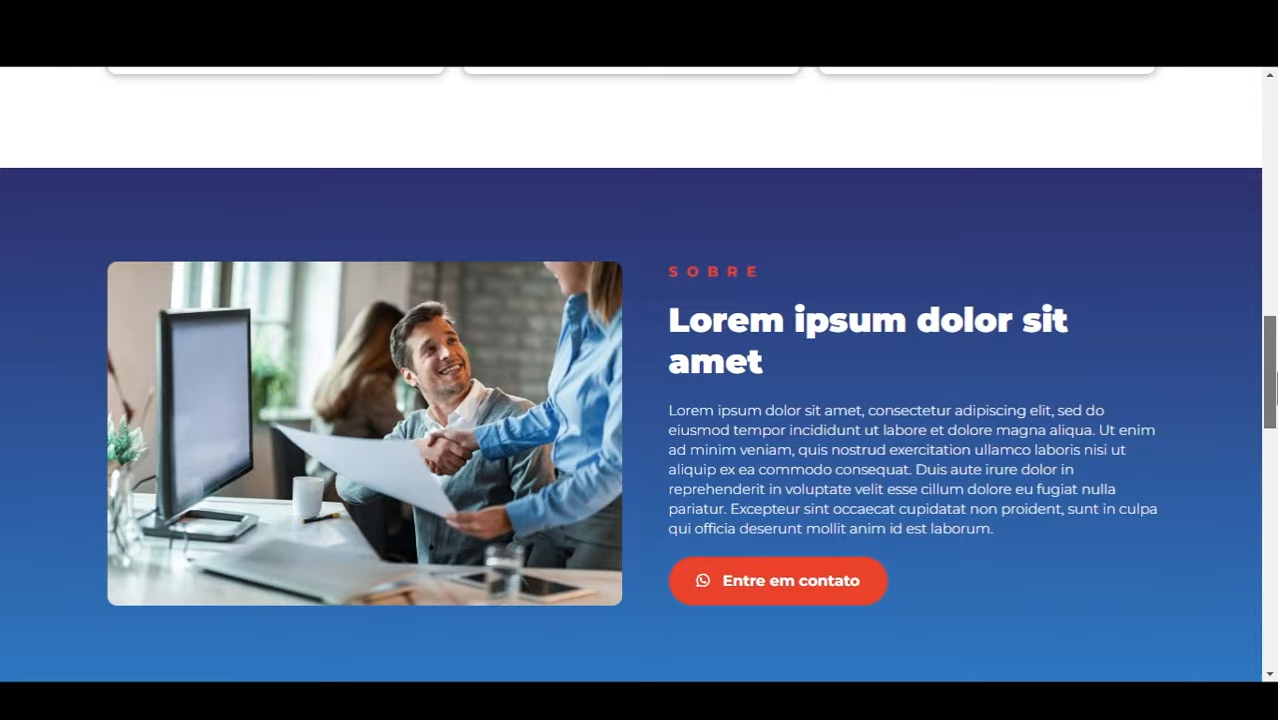 SOBRE
Lorem ipsum dolor sit
amet
Lorem ipsum dolor sit amet, consectetur adipiscing elit, sed do
eiusmod tempor incididunt ut labore et dolore magna aliqua. Ut enim
ad minim veniam, quis nostrud exercitation ullamco laboris nisi ut
aliquip ex ea commodo consequat. Duis aute irure dolor in
reprehenderit in voluptate velit esse cillum dolore eu fugiat nulla
pariatur. Excepteur sint occaecat cupidatat non proident, sunt in culpa
qui officia deserunt mollit anim id est laborum.
Entre em contato